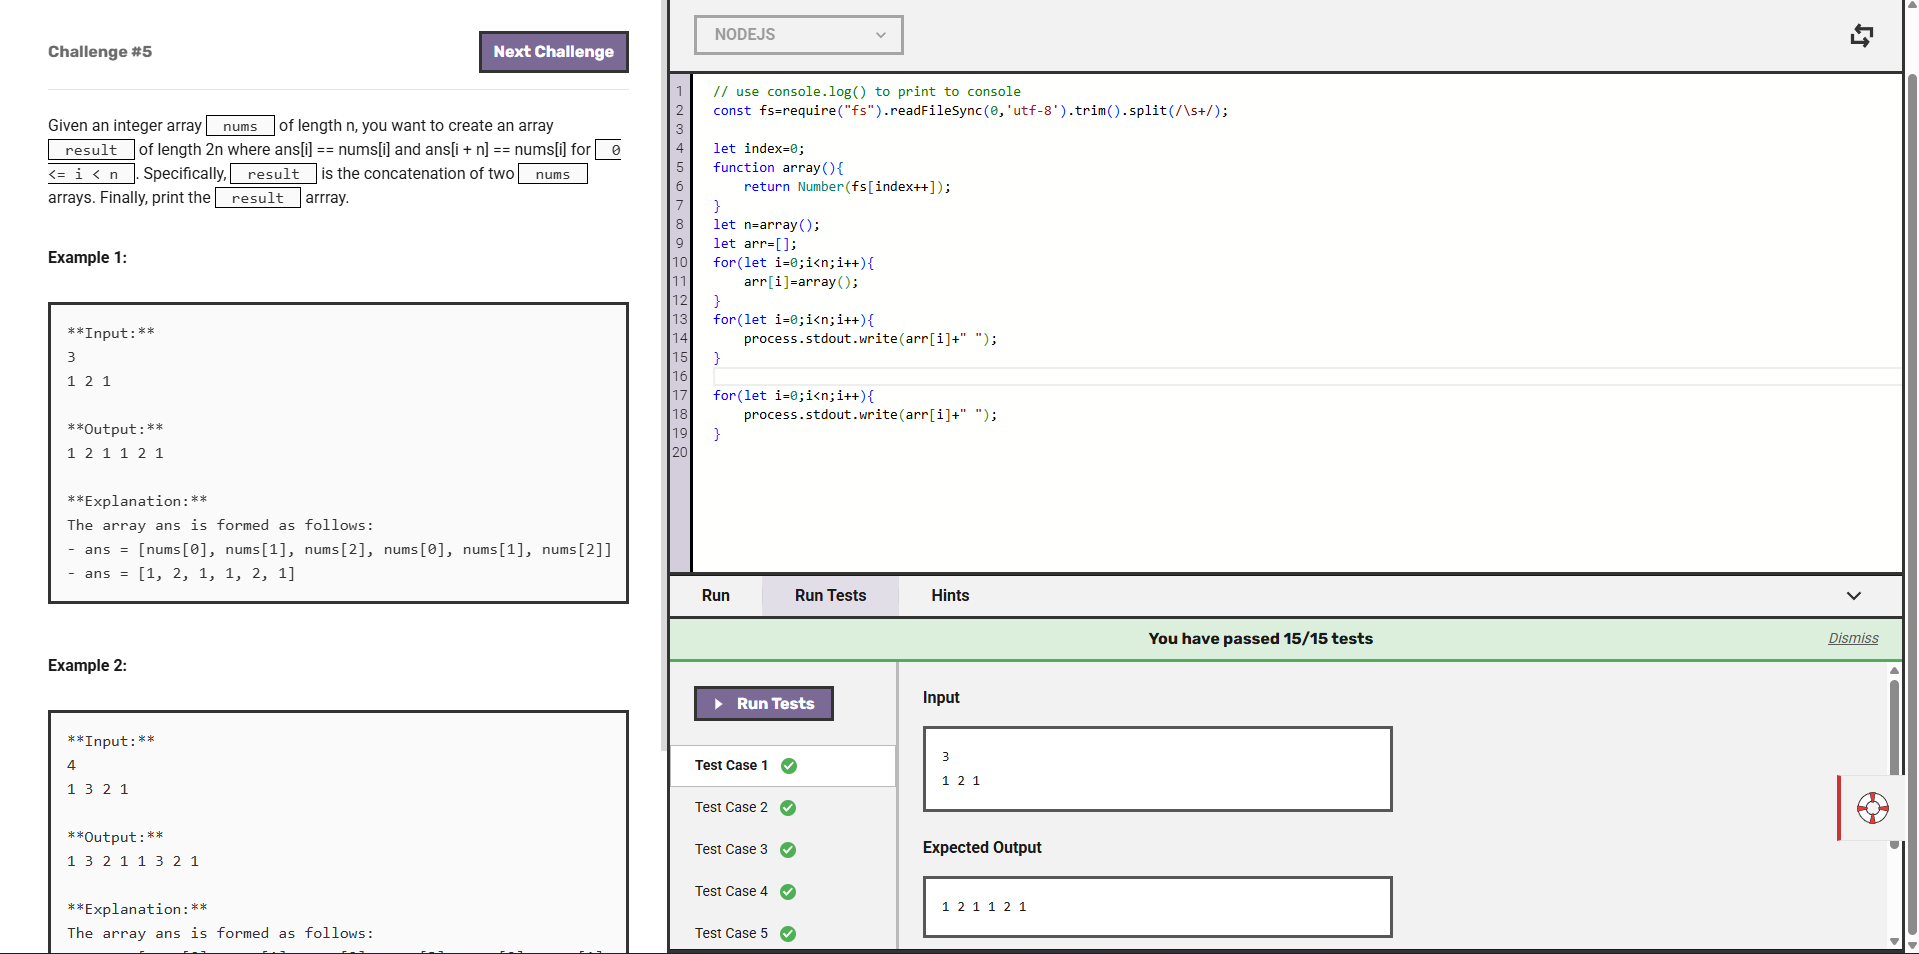 Challenge #5
Next Challenge
Given an integer array nums of length n, you want to create an array
result of length 2n where ans[i] == nums[i] and ans[i + n] == nums[i] for 0
<= i < n . Specifically, result is the concatenation of two nums
arrays. Finally, print the result arrray.
Example 1:
**Input:**
3
1 2 1
**Output:**
1 2 1 1 2 1
**Explanation:**
The array ans is formed as follows:
- ans = [nums[0], nums[1], nums[2], nums[0], nums[1], nums[2]]
- ans = [1, 2, 1, 1, 2, 1]
Example 2:
**Input:**
4
1 3 2 1
**Output:**
1 3 2 1 1 3 2 1
**Explanation:**
The array ans is formed as follows:
NODEJS
1 // use console.log() to print to console
2 const fs=require("fs").readFileSync(0,'utf-8').trim().split(/\s+/);
3
4 let index=0;
5 function array(){
6     return Number(fs[index++]);
7 }
8 let n=array();
9 let arr=[];
10 for(let i=0;i<n;i++){
11     arr[i]=array();
12 }
13 for(let i=0;i<n;i++){
14     process.stdout.write(arr[i]+" ");
15 }
16
17 for(let i=0;i<n;i++){
18     process.stdout.write(arr[i]+" ");
19 }
20
Run Run Tests Hints
You have passed 15/15 tests Dismiss
Run Tests
Test Case 1
Test Case 2
Test Case 3
Test Case 4
Test Case 5
Input
3
1 2 1
Expected Output
1 2 1 1 2 1